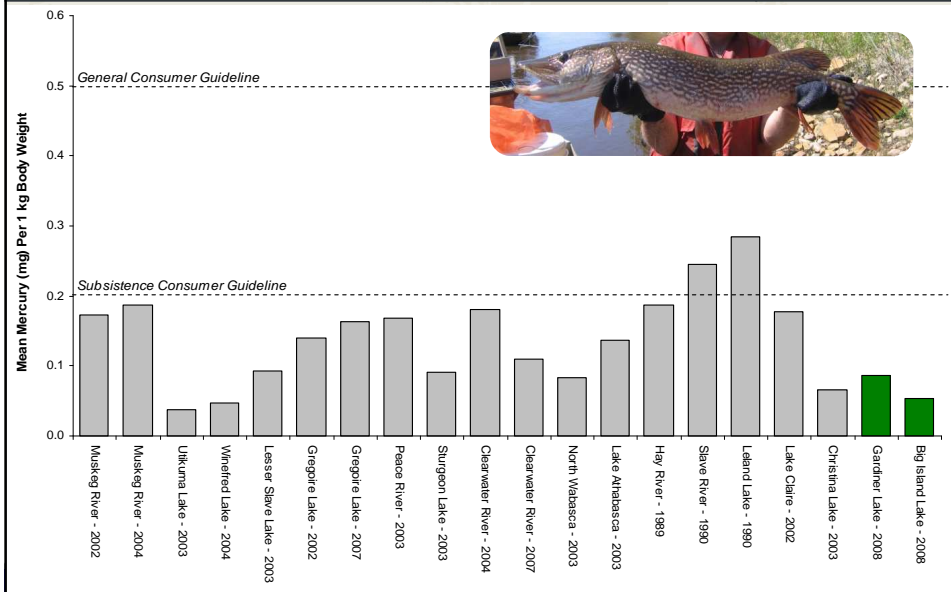 Mean Mercury (mg) Per 1 kg Body Weight
0.6
0.5
0.4
0.3
0.2
0.1
0.0
General Consumer Guideline
Subsistence Consumer Guideline
Muskeg River - 2002
Muskeg River - 2004
Utikuma Lake - 2003
Winefred Lake - 2004
Lesser Slave Lake - 2003
Gregoire Lake - 2002
Gregoire Lake - 2007
Peace River - 2003
Sturgeon Lake - 2003
Clearwater River - 2004
Clearwater River - 2007
North Wabasca - 2003
Lake Athabasca - 2003
Hay River - 1989
Slave River - 1990
Leland Lake - 1990
Lake Claire - 2002
Christina Lake - 2003
Gardiner Lake - 2008
Big Island Lake - 2008